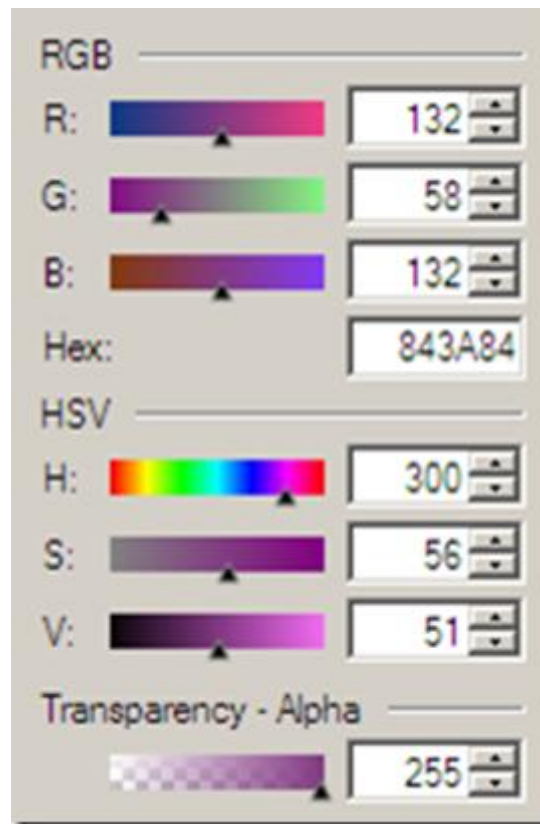 RGB
R: 132
G: 58
B: 132
Hex: 843A84
HSV
H: 300
S: 56
V: 51
Transparency - Alpha
255